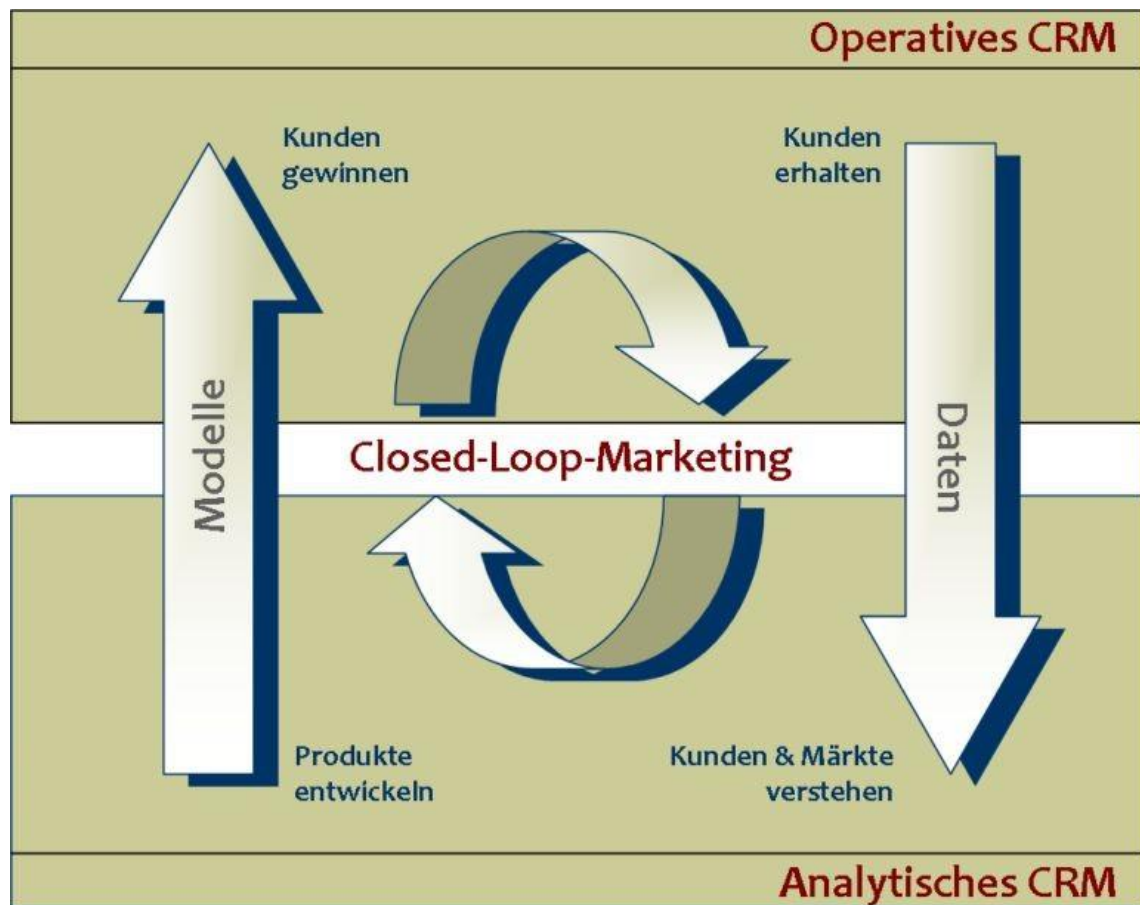 Operatives CRM
Kunden
gewinnen
Kunden
erhalten
Modelle
Closed-Loop-Marketing
Daten
Produkte
entwickeln
Kunden & Märkte
verstehen
Analytisches CRM